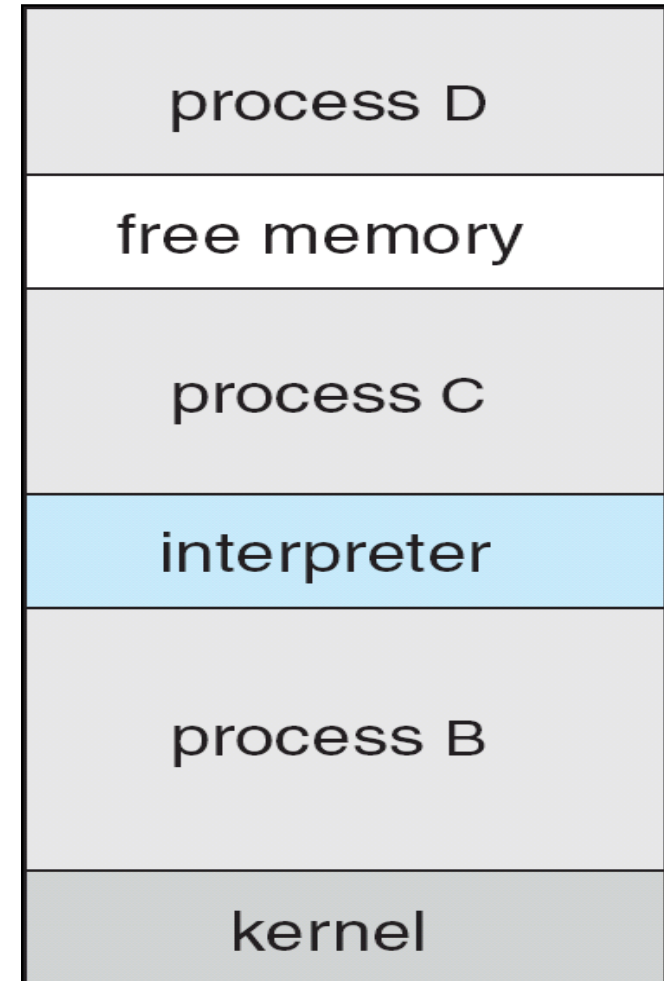 process D
free memory
process C
interpreter
process B
kernel